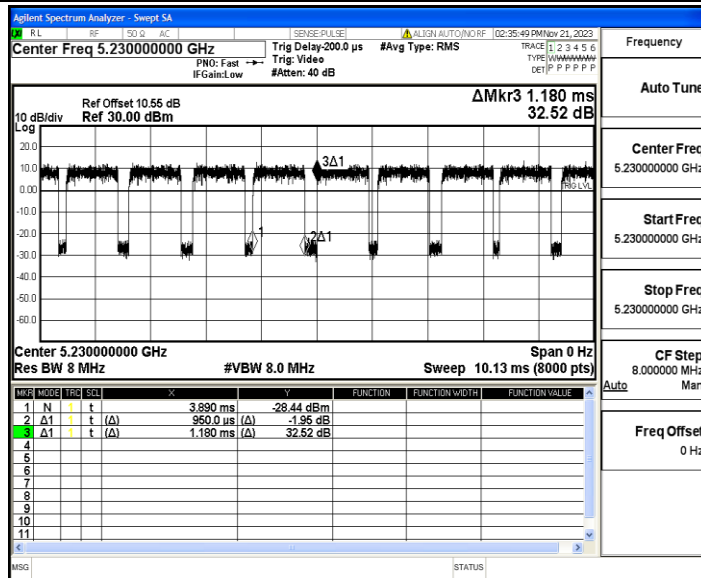 Agilent Spectrum Analyzer - Swept SA
RL RF 50 Ω AC SENSE:PULSE ALIGN AUTO/NO RF 02:35:49 PM Nov 21, 2023
Center Freq 5.230000000 GHz Trig Delay-200.0 µs #Avg Type: RMS TRACE 1 2 3 4 5 6
PNO: Fast Trig: Video TYPE
IFGain:Low #Atten: 40 dB DET P P P P P P
Frequency
Auto Tune
Ref Offset 10.55 dB ΔMkr3 1.180 ms
10 dB/div Ref 30.00 dBm 32.52 dB
Log
20.0
10.0
0.00
-10.0
-20.0
-30.0
-40.0
-50.0
-60.0
3Δ1
TRIG LVL
1
2Δ1
Center Freq
5.230000000 GHz
Start Freq
5.230000000 GHz
Stop Freq
5.230000000 GHz
Center 5.230000000 GHz Span 0 Hz
Res BW 8 MHz #VBW 8.0 MHz Sweep 10.13 ms (8000 pts)
CF Step
8.000000 MHz
Auto Man
MKR MODE TRC SCL X Y FUNCTION FUNCTION WIDTH FUNCTION VALUE
1 N 1 t 3.890 ms -28.44 dBm
2 Δ1 1 t (Δ) 950.0 µs (Δ) -1.95 dB
3 Δ1 1 t (Δ) 1.180 ms (Δ) 32.52 dB
4
5
6
7
8
9
10
11
Freq Offset
0 Hz
MSG STATUS